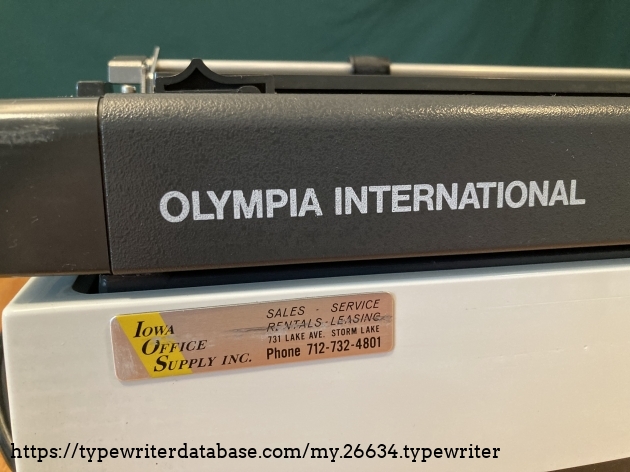 OLYMPIA INTERNATIONAL
IOWA
OFFICE
SUPPLY INC.
SALES - SERVICE
RENTALS - LEASING
731 LAKE AVE. STORM LAKE
Phone 712-732-4801
https://typewriterdatabase.com/my.26634.typewriter